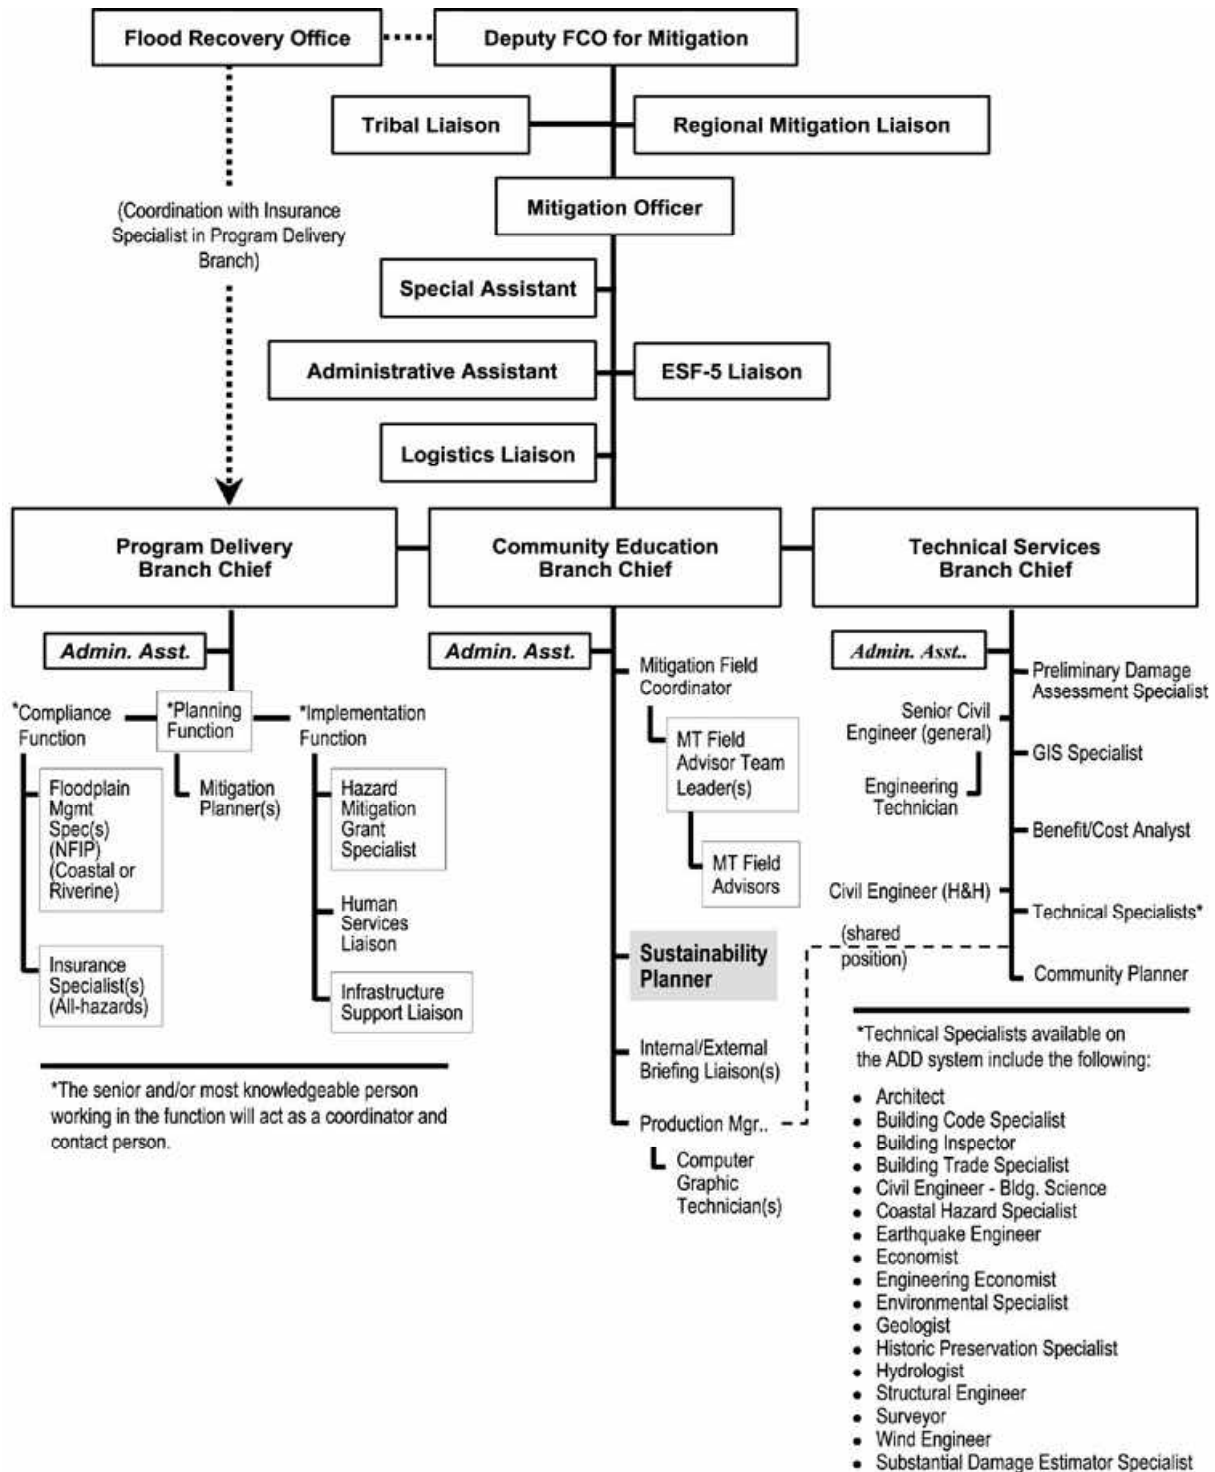 Flood Recovery Office
Deputy FCO for Mitigation
Tribal Liaison
Regional Mitigation Liaison
(Coordination with Insurance
Specialist in Program Delivery
Branch)
Mitigation Officer
Special Assistant
Administrative Assistant
ESF-5 Liaison
Logistics Liaison
Program Delivery
Branch Chief
Community Education
Branch Chief
Technical Services
Branch Chief
Admin. Asst.
*Compliance
Function
*Planning
Function
*Implementation
Function
Floodplain
Mgmt
Spec(s)
(NFIP)
(Coastal or
Riverine)
Insurance
Specialist(s)
(All-hazards)
Mitigation
Planner(s)
Hazard
Mitigation
Grant
Specialist
Human
Services
Liaison
Infrastructure
Support Liaison
*The senior and/or most knowledgeable person
working in the function will act as a coordinator and
contact person.
Admin. Asst.
Mitigation Field
Coordinator
MT Field
Advisor Team
Leader(s)
MT Field
Advisors
Sustainability
Planner
Internal/External
Briefing Liaison(s)
Production Mgr..
Computer
Graphic
Technician(s)
Admin. Asst..
Preliminary Damage
Assessment Specialist
Senior Civil
Engineer (general)
GIS Specialist
Engineering
Technician
Benefit/Cost Analyst
Civil Engineer (H&H)
Technical Specialists*
(shared
position)
Community Planner
*Technical Specialists available on
the ADD system include the following:
• Architect
• Building Code Specialist
• Building Inspector
• Building Trade Specialist
• Civil Engineer - Bldg. Science
• Coastal Hazard Specialist
• Earthquake Engineer
• Economist
• Engineering Economist
• Environmental Specialist
• Geologist
• Historic Preservation Specialist
• Hydrologist
• Structural Engineer
• Surveyor
• Wind Engineer
• Substantial Damage Estimator Specialist